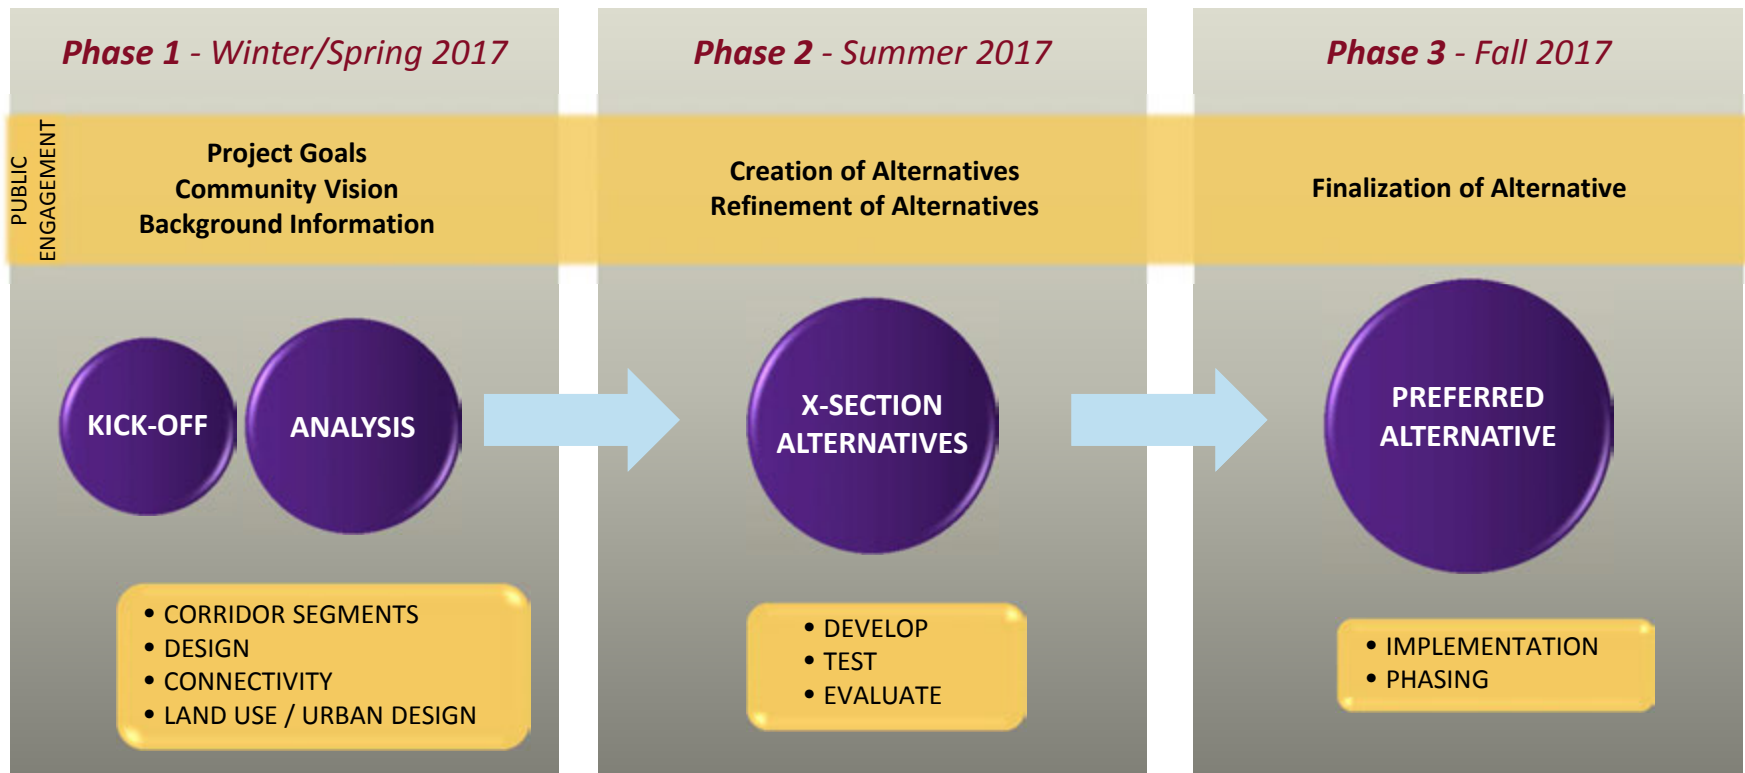 Phase 1 - Winter/Spring 2017
PUBLIC
ENGAGEMENT
Project Goals
Community Vision
Background Information
KICK-OFF
ANALYSIS
• CORRIDOR SEGMENTS
• DESIGN
• CONNECTIVITY
• LAND USE / URBAN DESIGN
Phase 2 - Summer 2017
Creation of Alternatives
Refinement of Alternatives
X-SECTION
ALTERNATIVES
• DEVELOP
• TEST
• EVALUATE
Phase 3 - Fall 2017
Finalization of Alternative
PREFERRED
ALTERNATIVE
• IMPLEMENTATION
• PHASING